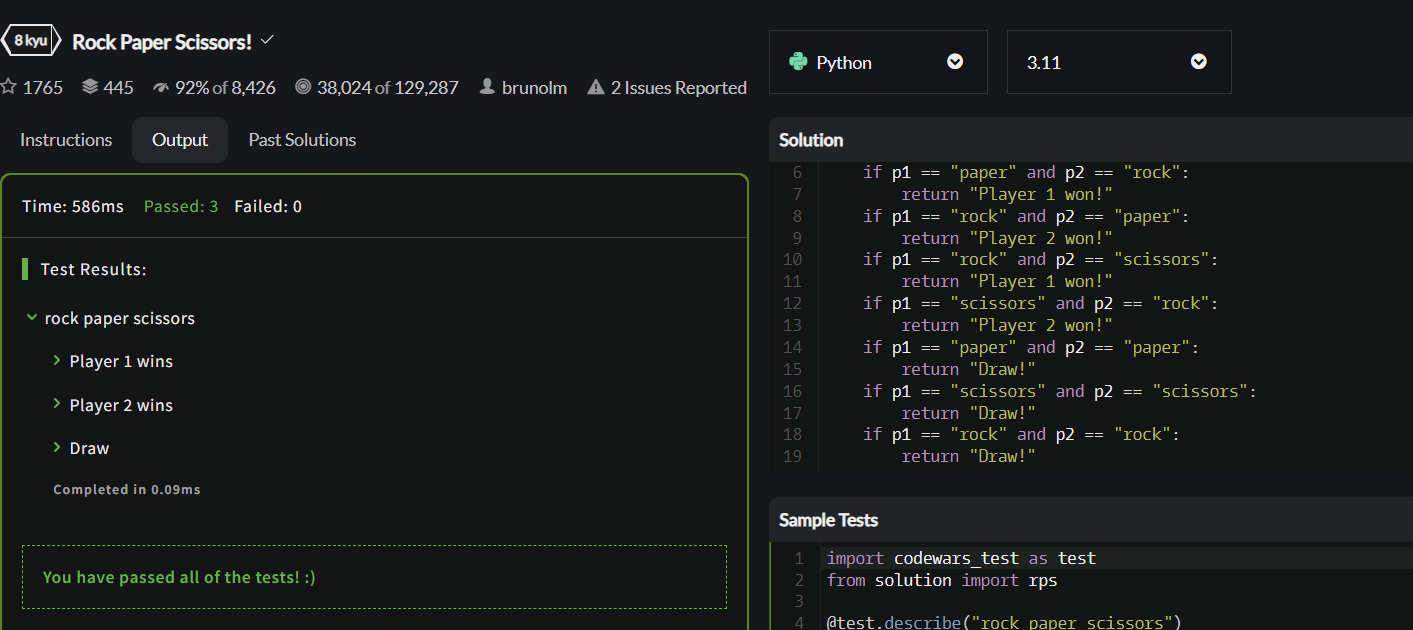 8 kyu Rock Paper Scissors!
1765 445 92% of 8,426 38,024 of 129,287 brunolm 2 Issues Reported
Instructions Output Past Solutions
Time: 586ms Passed: 3 Failed: 0
Test Results:
rock paper scissors
Player 1 wins
Player 2 wins
Draw
Completed in 0.09ms
You have passed all of the tests! :)
Python 3.11
Solution
6 if p1 == "paper" and p2 == "rock":
7 return "Player 1 won!"
8 if p1 == "rock" and p2 == "paper":
9 return "Player 2 won!"
10 if p1 == "rock" and p2 == "scissors":
11 return "Player 1 won!"
12 if p1 == "scissors" and p2 == "rock":
13 return "Player 2 won!"
14 if p1 == "paper" and p2 == "paper":
15 return "Draw!"
16 if p1 == "scissors" and p2 == "scissors":
17 return "Draw!"
18 if p1 == "rock" and p2 == "rock":
19 return "Draw!"
Sample Tests
1 import codewars_test as test
2 from solution import rps
3
4 @test.describe("rock paper scissors")